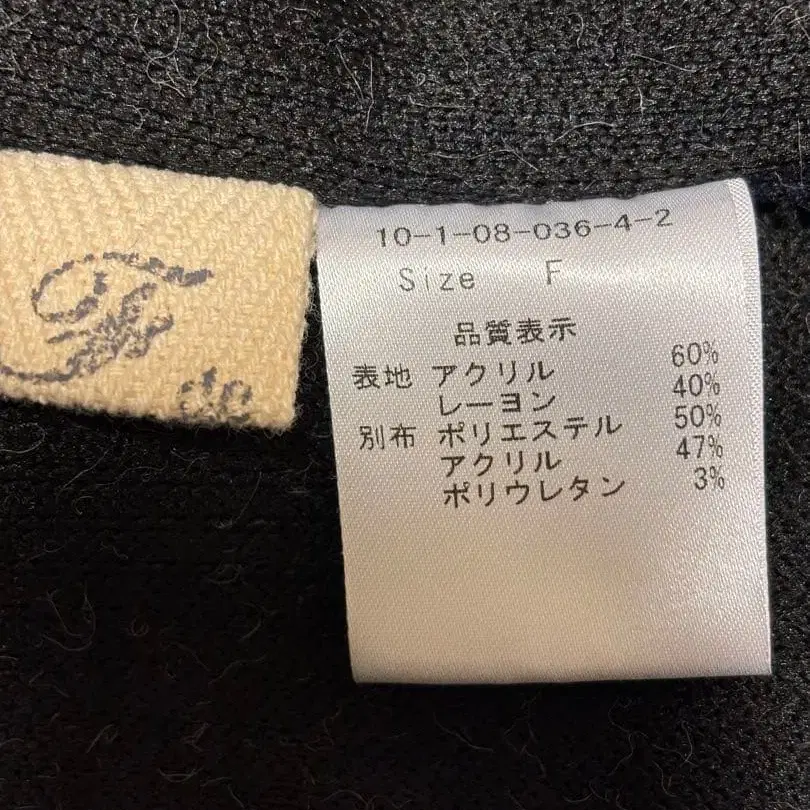 F
de
10-1-08-036-4-2
Size F
品質表示
表地 アクリル 60%
レーヨン 40%
別布 ポリエステル 50%
アクリル 47%
ポリウレタン 3%